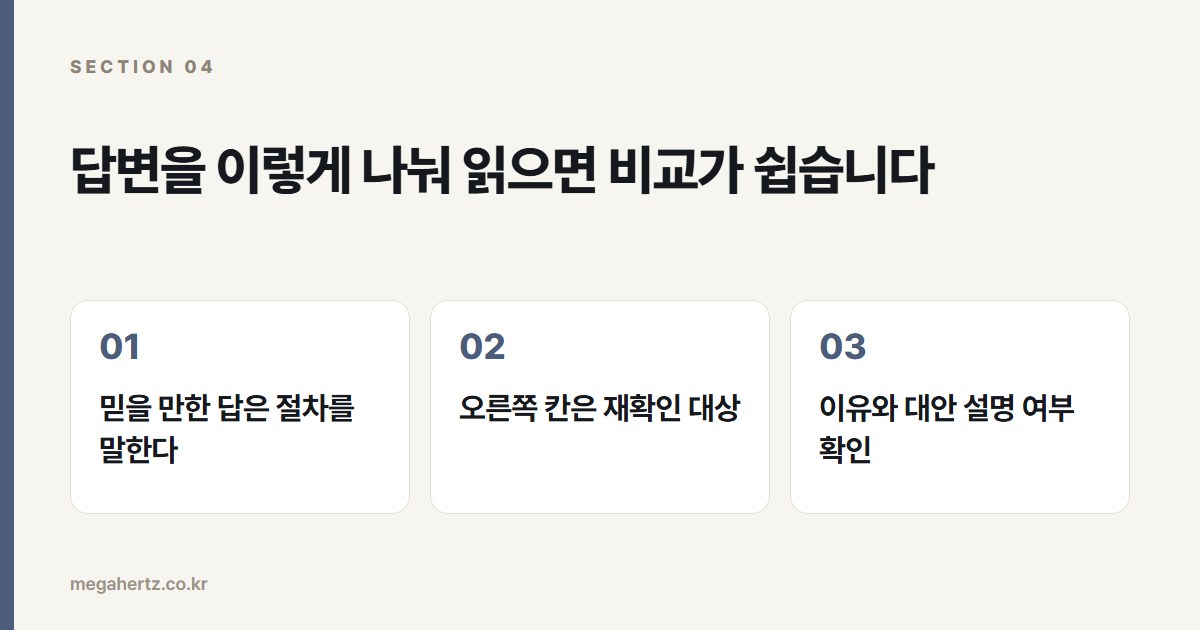 SECTION 04
답변을 이렇게 나눠 읽으면 비교가 쉽습니다
01
믿을 만한 답은 절차를
말한다
02
오른쪽 칸은 재확인 대상
03
이유와 대안 설명 여부
확인
megahertz.co.kr